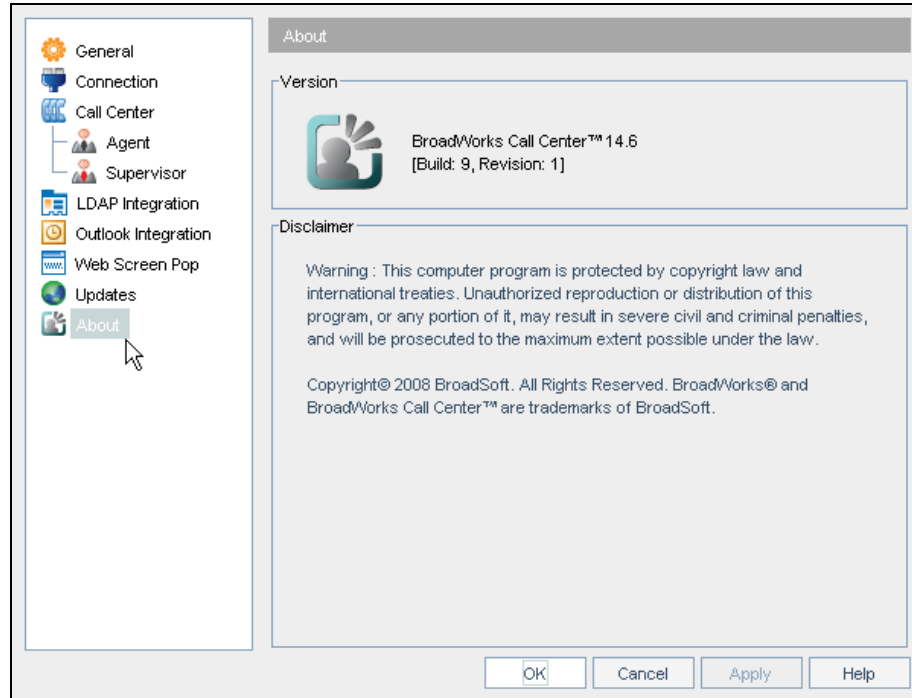 General
Connection
Call Center
Agent
Supervisor
LDAP Integration
Outlook Integration
www.
Web Screen Pop
Updates
About
About
Version
BroadWorks Call Center™ 14.6
[Build: 9, Revision: 1]
Disclaimer
Warning : This computer program is protected by copyright law and
international treaties. Unauthorized reproduction or distribution of this
program, or any portion of it, may result in severe civil and criminal penalties,
and will be prosecuted to the maximum extent possible under the law.
Copyright© 2008 BroadSoft. All Rights Reserved. BroadWorks® and
BroadWorks Call Center™ are trademarks of BroadSoft.
OK
Cancel
Apply
Help